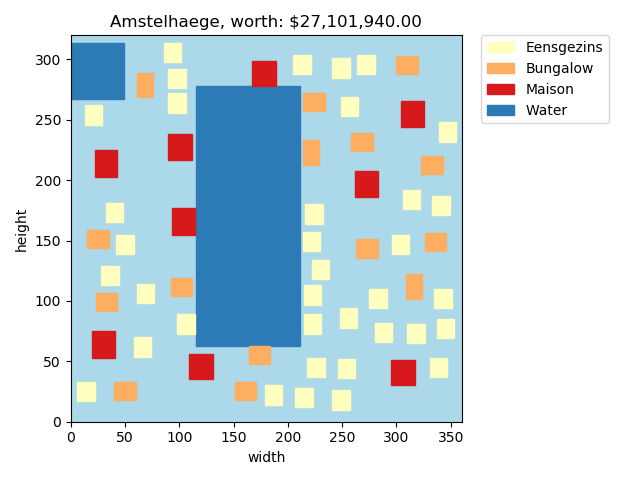 Amstelhaege, worth: $27,101,940.00
Eensgezins
Bungalow
Maison
Water
height
300
250
200
150
100
50
0
0 50 100 150 200 250 300 350
width